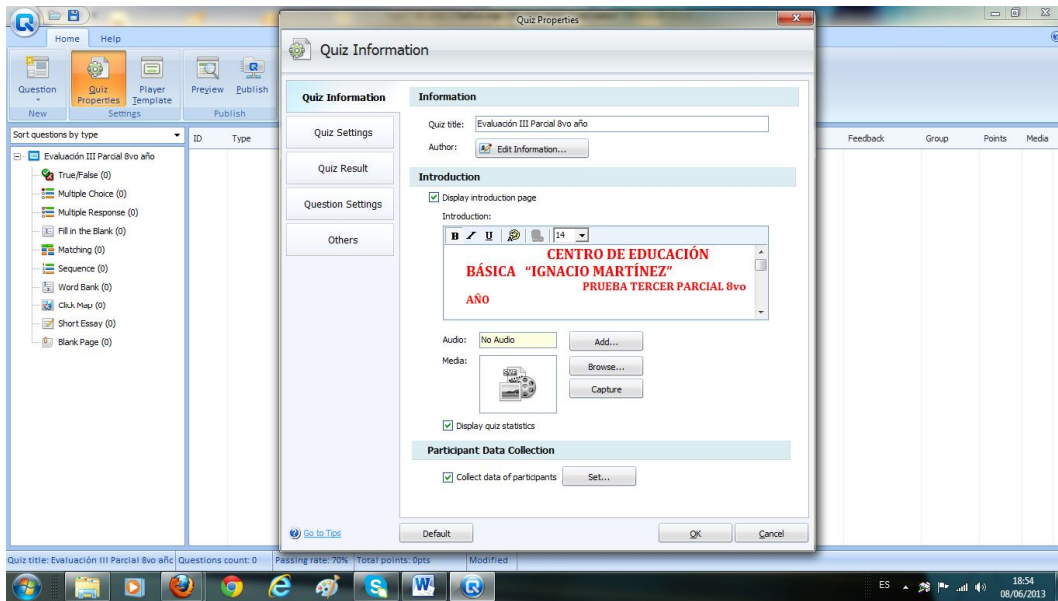 Quiz Properties
Home Help
Question
Quiz Properties
Player Template
Preview
Publish
New
Settings
Publish
Sort questions by type
ID Type
Feedback Group Points Media
Evaluación III Parcial 8vo año
True/False (0)
Multiple Choice (0)
Multiple Response (0)
Fill in the Blank (0)
Matching (0)
Sequence (0)
Word Bank (0)
Click Map (0)
Short Essay (0)
Blank Page (0)
Quiz Information
Quiz Information
Quiz Settings
Quiz Result
Question Settings
Others
Information
Quiz title: Evaluación III Parcial 8vo año
Author: Edit Information...
Introduction
Display introduction page
Introduction:
B I U 14
CENTRO DE EDUCACIÓN
BÁSICA “IGNACIO MARTÍNEZ”
PRUEBA TERCER PARCIAL 8vo
AÑO
Audio: No Audio Add...
Media: Browse...
Capture
Display quiz statistics
Participant Data Collection
Collect data of participants Set...
Go to Tips
Default OK Cancel
Quiz title: Evaluación III Parcial 8vo añc Questions count: 0 Passing rate: 70% Total points: 0pts Modified
ES 18:54
08/06/2013